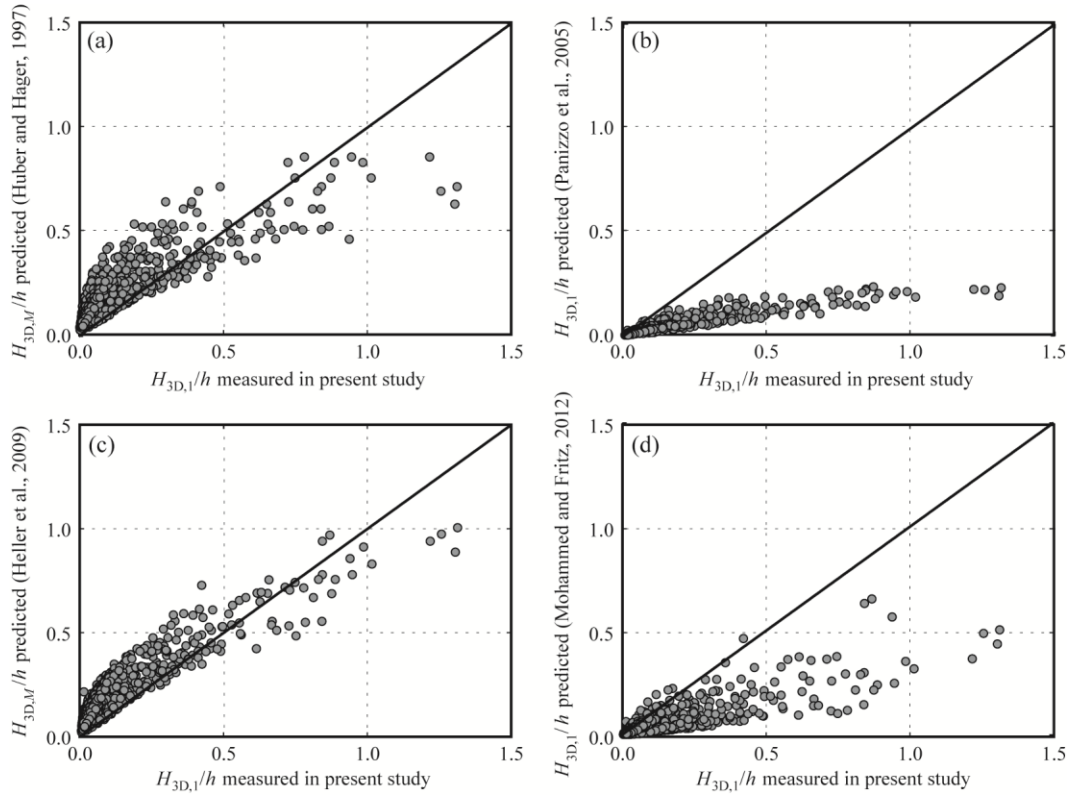 (a)
H3D,M/h predicted (Huber and Hager, 1997)
1.5
1.0
0.5
0.0
0.0 0.5 1.0 1.5
H3D,1/h measured in present study
(b)
H3D,1/h predicted (Panizzo et al., 2005)
1.5
1.0
0.5
0.0
0.0 0.5 1.0 1.5
H3D,1/h measured in present study
(c)
H3D,M/h predicted (Heller et al., 2009)
1.5
1.0
0.5
0.0
0.0 0.5 1.0 1.5
H3D,1/h measured in present study
(d)
H3D,1/h predicted (Mohammed and Fritz, 2012)
1.5
1.0
0.5
0.0
0.0 0.5 1.0 1.5
H3D,1/h measured in present study